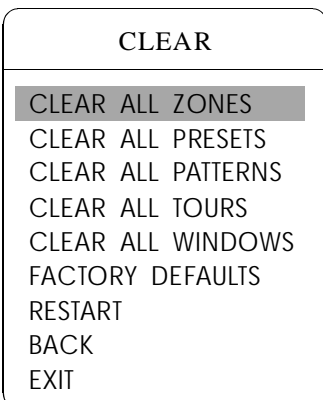 CLEAR
CLEAR ALL ZONES
CLEAR ALL PRESETS
CLEAR ALL PATTERNS
CLEAR ALL TOURS
CLEAR ALL WINDOWS
FACTORY DEFAULTS
RESTART
BACK
EXIT